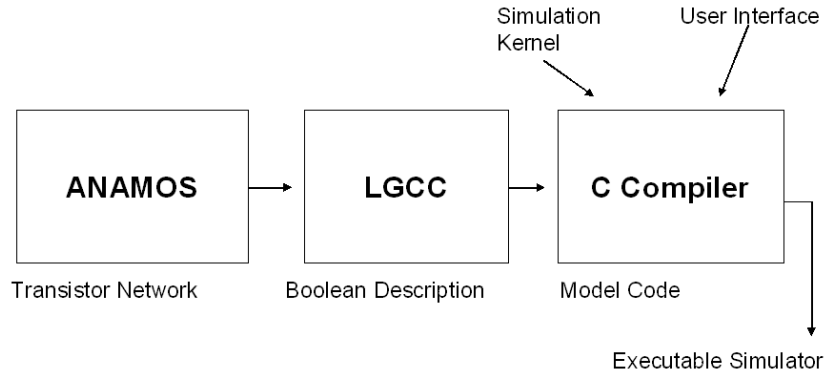 Simulation
Kernel
User Interface
ANAMOS
LGCC
C Compiler
Transistor Network
Boolean Description
Model Code
Executable Simulator